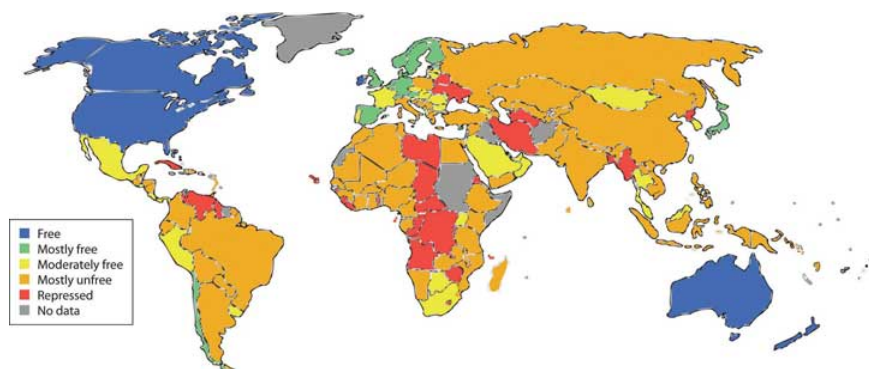 Free
Mostly free
Moderately free
Mostly unfree
Repressed
No data